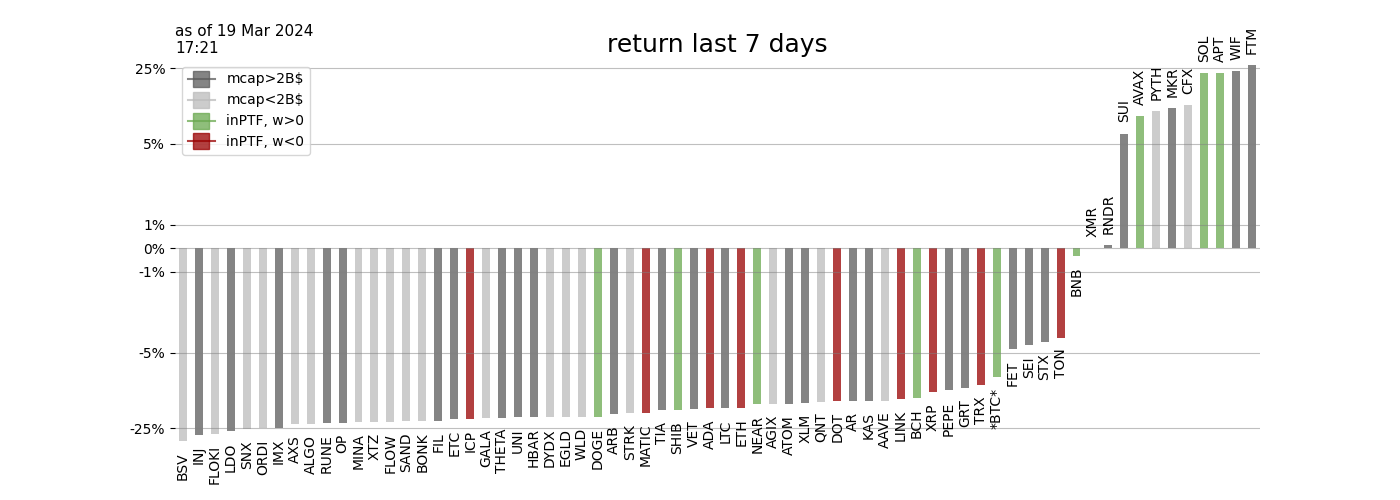 as of 19 Mar 2024
17:21
return last 7 days
mcap>2B$
mcap<2B$
inPTF, w>0
inPTF, w<0
25%
5%
1%
0%
-1%
-5%
-25%
BSV
INJ
FLOKI
LDO
SNX
ORDI
IMX
AXS
ALGO
RUNE
OP
MINA
XTZ
FLOW
SAND
BONK
FIL
ETC
ICP
GALA
THETA
UNI
HBAR
DYDX
EGLD
WLD
DOGE
ARB
STRK
MATIC
TIA
SHIB
VET
ADA
LTC
ETH
NEAR
AGIX
ATOM
XLM
QNT
DOT
AR
KAS
AAVE
LINK
BCH
XRP
PEPE
GRT
TRX
*BTC*
FET
SEI
STX
TON
BNB
XMR
RNDR
SUI
AVAX
PYTH
MKR
CFX
SOL
APT
WIF
FTM